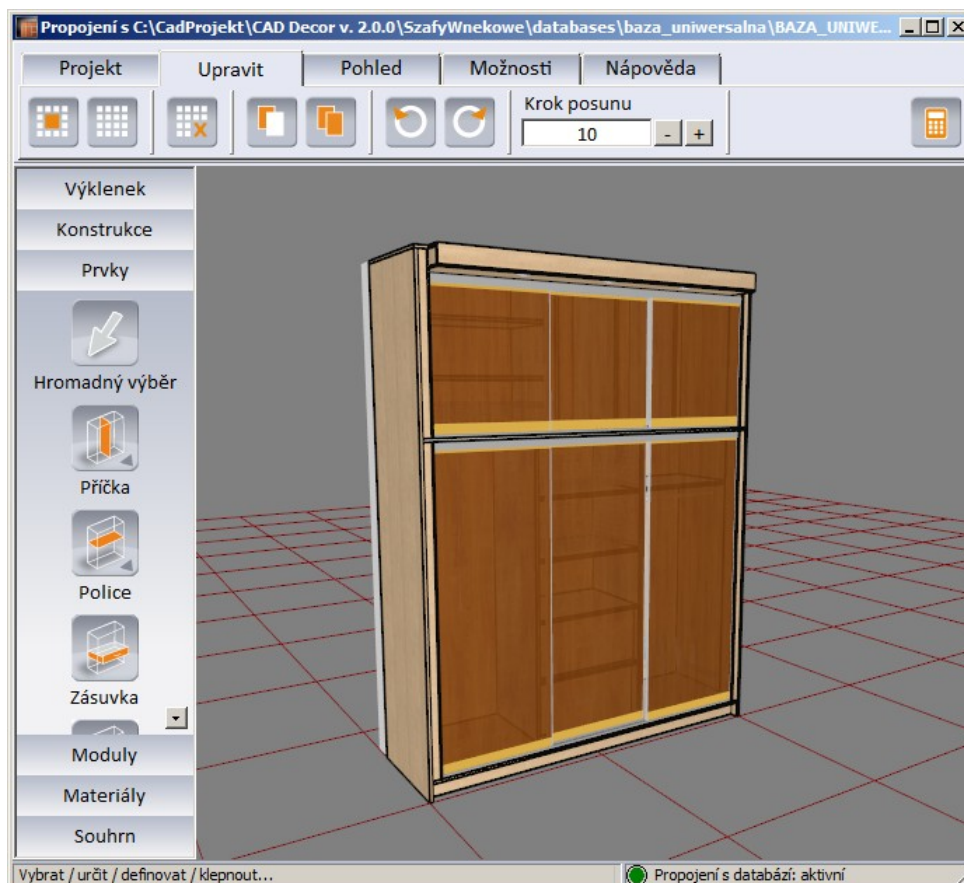 Propojení s C:\CadProjekt\CAD Decor v. 2.0.0\SzafyWnekowe\databases\baza_uniwersalna\BAZA_UNIWE...
Projekt Upravit Pohled Možnosti Nápověda
Krok posunu
10 - +
Výklenek
Konstrukce
Prvky
Hromadný výběr
Příčka
Police
Zásuvka
Moduly
Materiály
Souhrn
Vybrat / určit / definovat / klepnout... Propojení s databází: aktivní